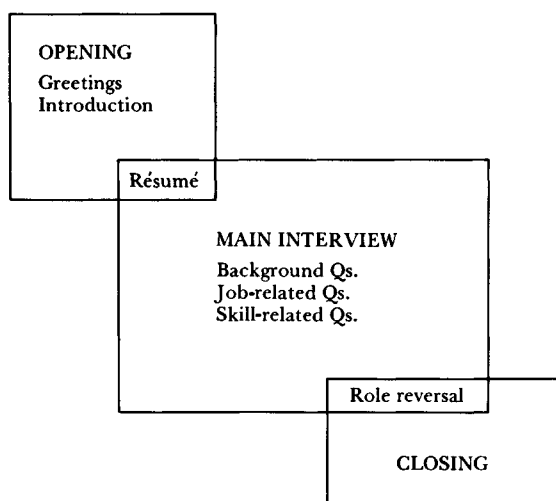 OPENING
Greetings
Introduction
Résumé
MAIN INTERVIEW
Background Qs.
Job-related Qs.
Skill-related Qs.
Role reversal
CLOSING